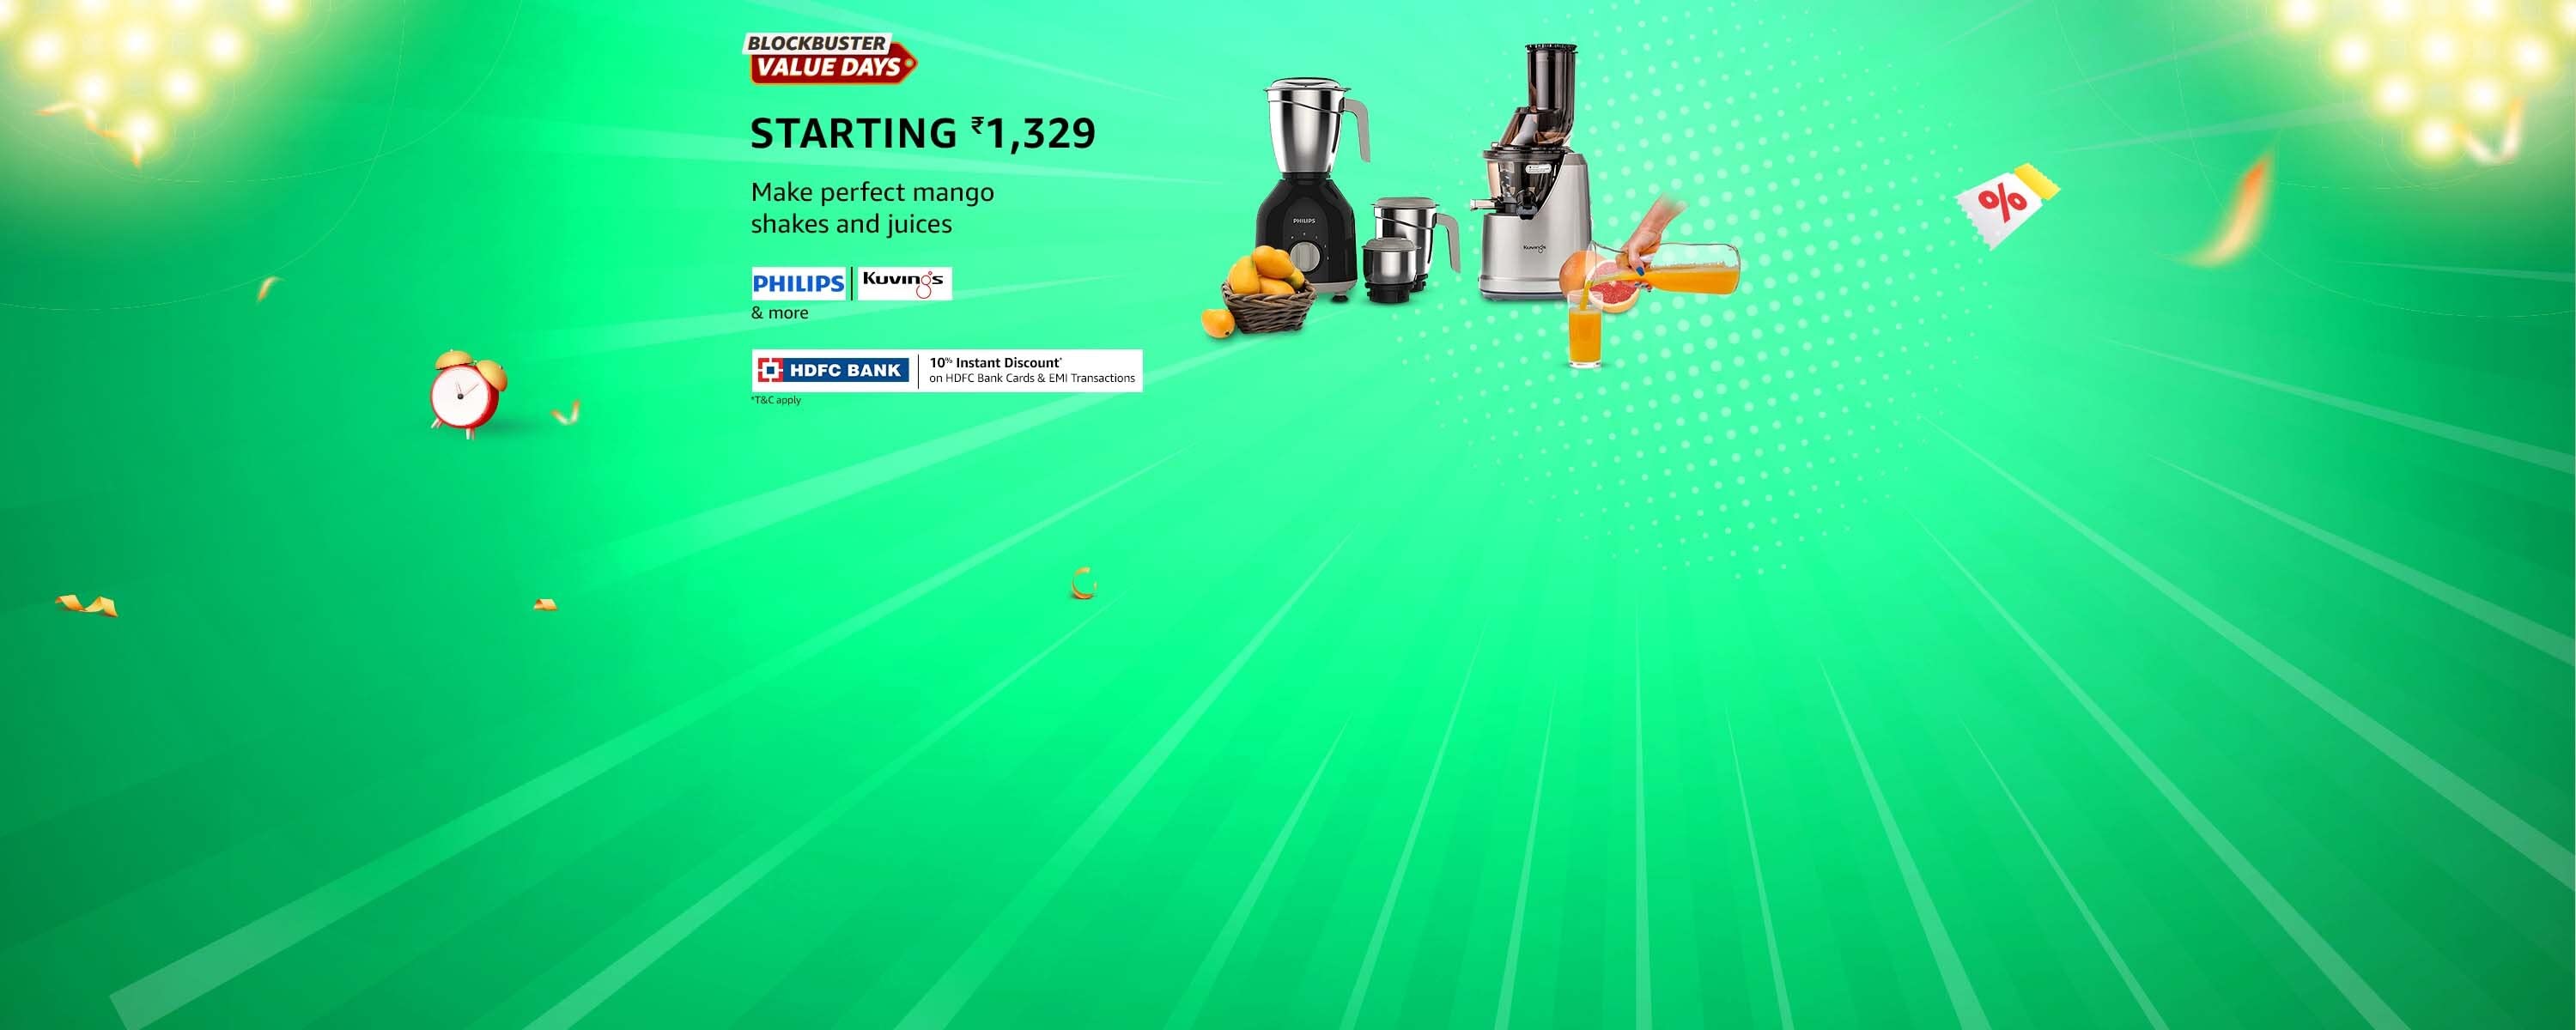 BLOCKBUSTER
VALUE DAYS
STARTING ₹1,329
Make perfect mango
shakes and juices
PHILIPS | Kuvings
& more
HDFC BANK | 10% Instant Discount*
on HDFC Bank Cards & EMI Transactions
*T&C apply
PHILIPS
Kuvings
%